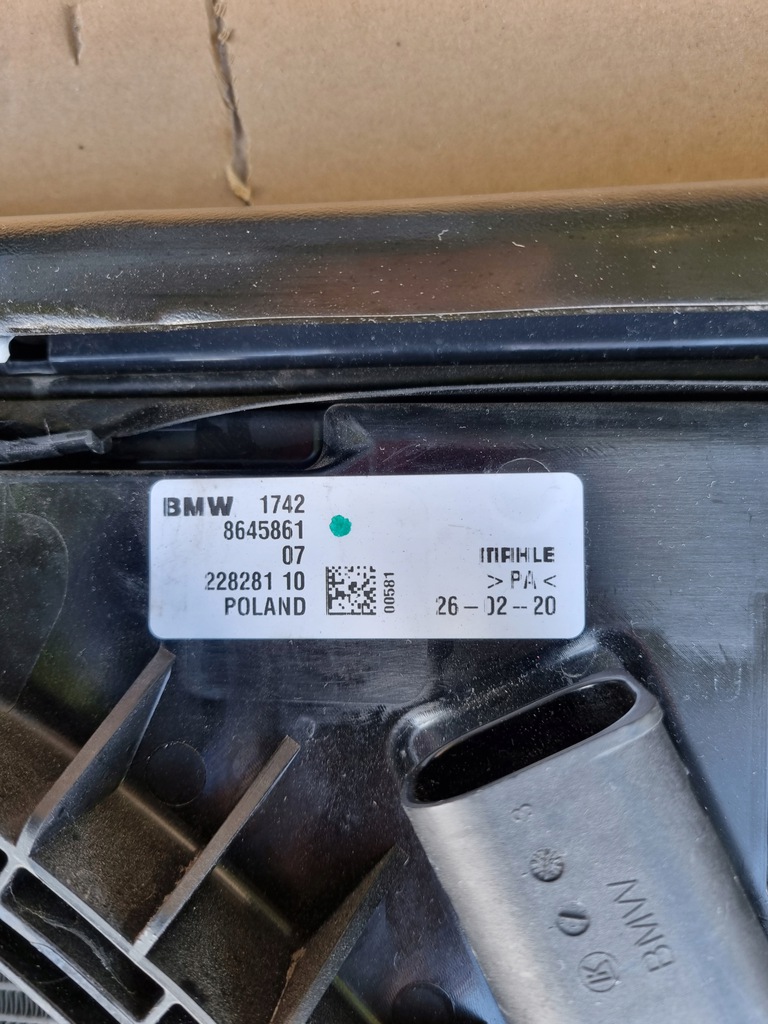 BMW 1742
8645861
07
228281 10
POLAND
00581
MAHLE
>PA<
26-02-20
BMW